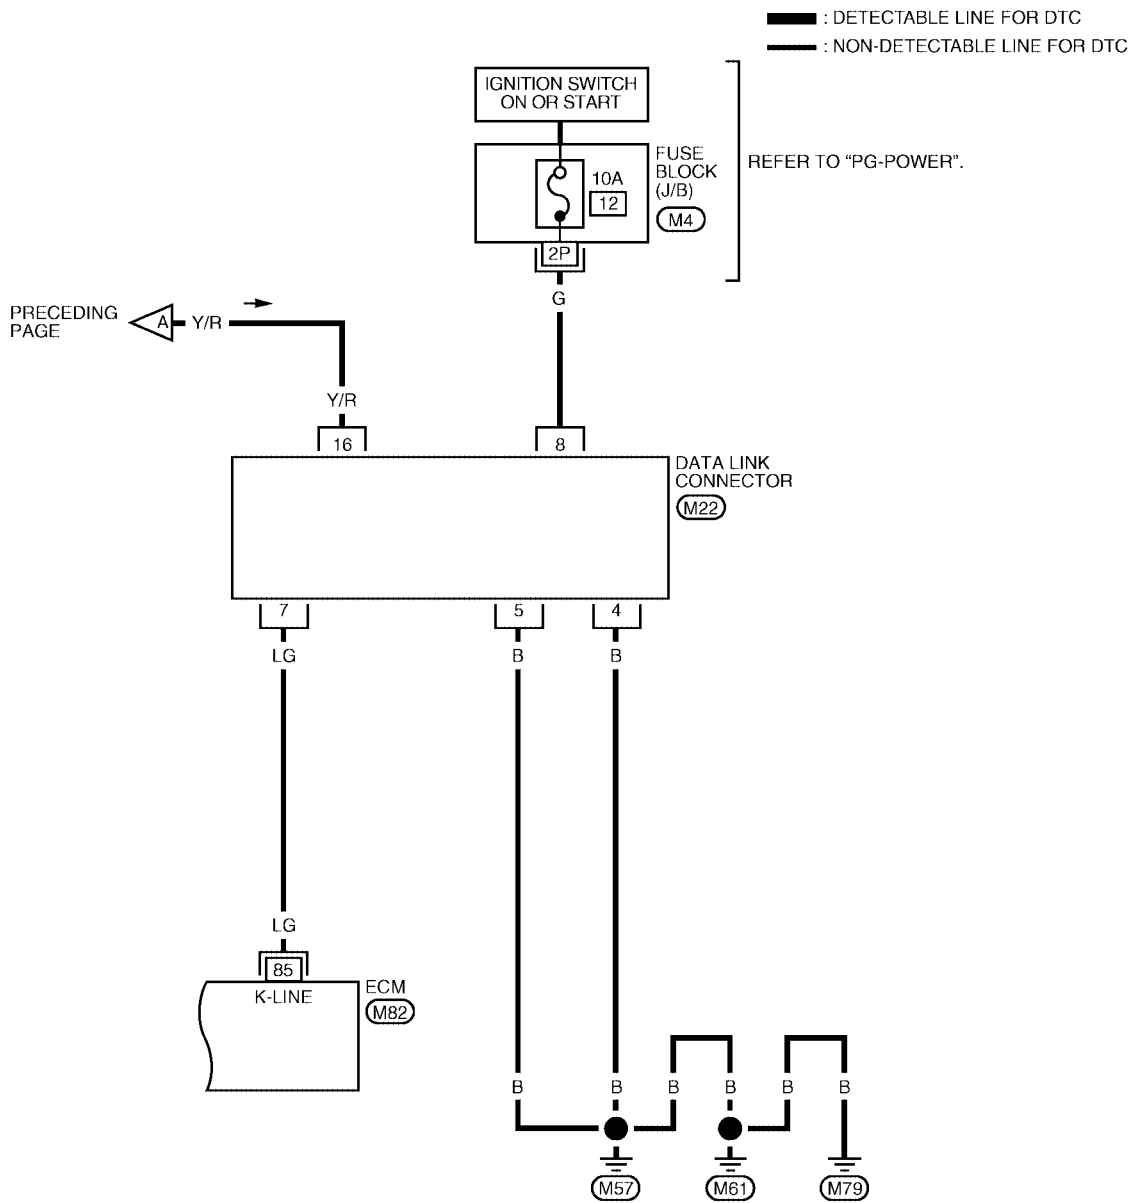 : DETECTABLE LINE FOR DTC
: NON-DETECTABLE LINE FOR DTC
IGNITION SWITCH
ON OR START
FUSE
BLOCK
(J/B)
M4
10A
12
2P
REFER TO “PG-POWER”.
G
PRECEDING
PAGE
A
Y/R
Y/R
16
8
DATA LINK
CONNECTOR
M22
7
5
4
LG
B
B
LG
85
K-LINE
ECM
M82
B
B
B
B
B
B
M57
M61
M79